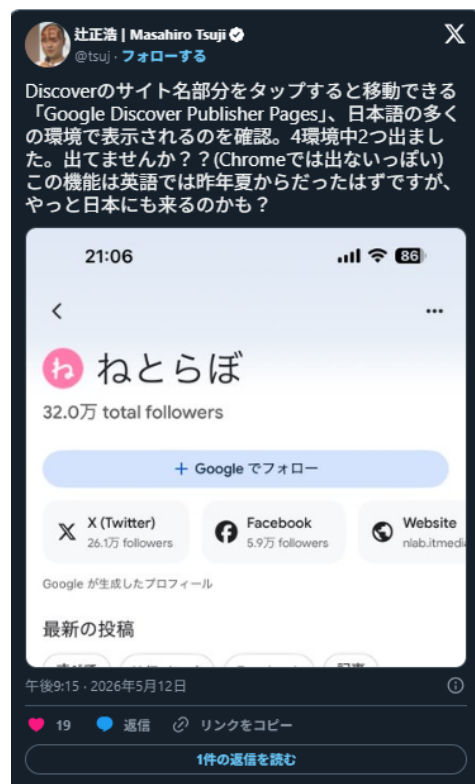 辻正浩 | Masahiro Tsuji
@tsuj · フォローする
Discoverのサイト名部分をタップすると移動できる
「Google Discover Publisher Pages」、日本語の多く
の環境で表示されるのを確認。4環境中2つ出まし
た。出てませんか？？(Chromeでは出ないっぽい)
この機能は英語では昨年夏からだったはずですが、
やっと日本にも来るのかも？
21:06
86
ね ねとらぼ
32.0万 total followers
+ Google でフォロー
X (Twitter)
26.1万 followers
Facebook
5.9万 followers
Website
nlab.itmedi
Google が生成したプロフィール
最新の投稿
すべて
記事
午後9:15 · 2026年5月12日
19 返信 リンクをコピー
1件の返信を読む